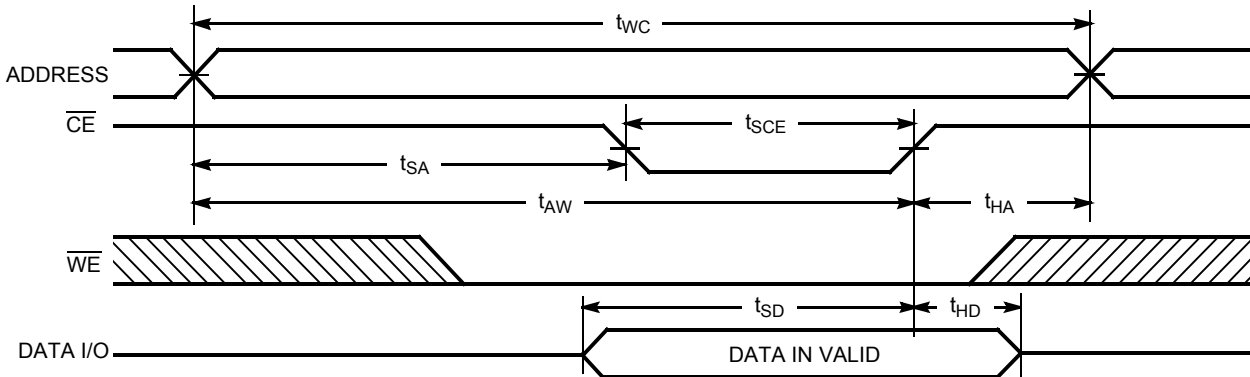 tWC
ADDRESS
CE
tSCE
tSA
tAW
tHA
WE
tSD
tHD
DATA I/O
DATA IN VALID